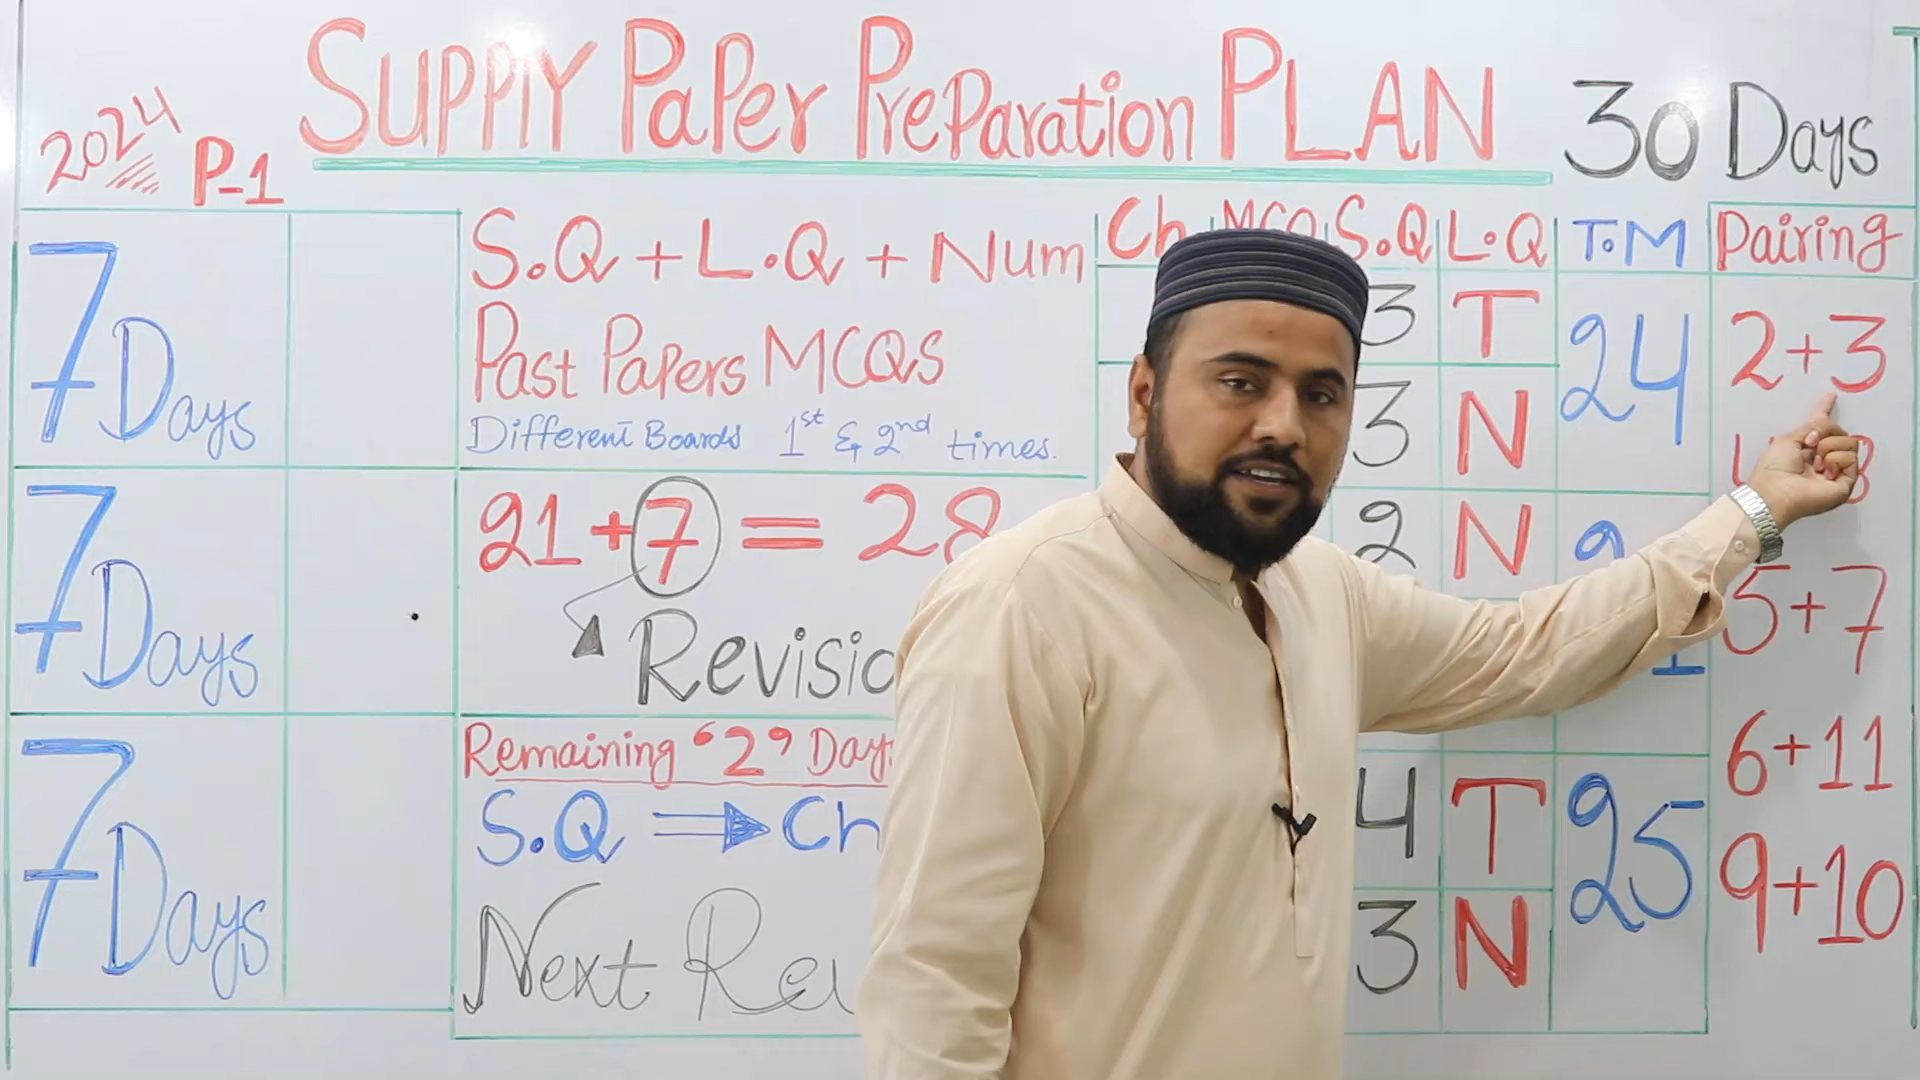 2024 P-1 SUPPlY PaPer PreParation PLAN 30 Days
7 Days
7 Days
7 Days
S.Q + L.Q + Num
Past Papers MCQS
Different Boards 1st & 2nd times.
21 + 7 = 28
Revisio
Remaining "2" Days
S.Q ⇒ Ch
Next Rev
Ch MCQ S.Q L.Q T.M
3 T 24
3 N
2 N
4 T 25
3 N
Pairing
2+3
5+7
6+11
9+10